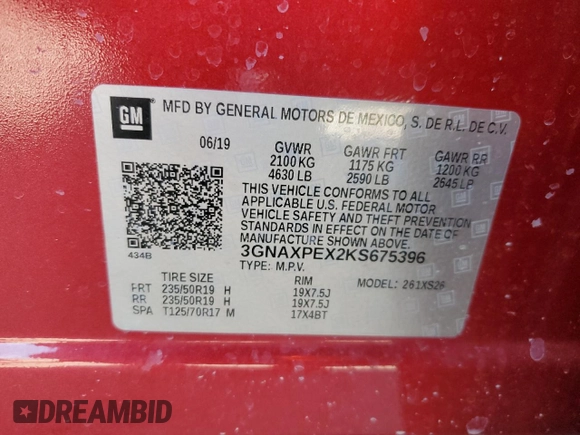 GM
MFD BY GENERAL MOTORS DE MEXICO, S. DE R.L. DE C.V.
06/19 GVWR GAWR FRT GAWR RR
2100 KG 1175 KG 1200 KG
4630 LB 2590 LB 2645 LB
THIS VEHICLE CONFORMS TO ALL
APPLICABLE U.S. FEDERAL MOTOR
VEHICLE SAFETY AND THEFT PREVENTION
STANDARDS IN EFFECT ON THE DATE OF
MANUFACTURE SHOWN ABOVE.
434B
3GNAXPEX2KS675396
TYPE: M.P.V. MODEL: 261XS26
TIRE SIZE RIM
FRT 235/50R19 H 19X7.5J
RR 235/50R19 H 19X7.5J
SPA T125/70R17 M 17X4BT
DREAMBID